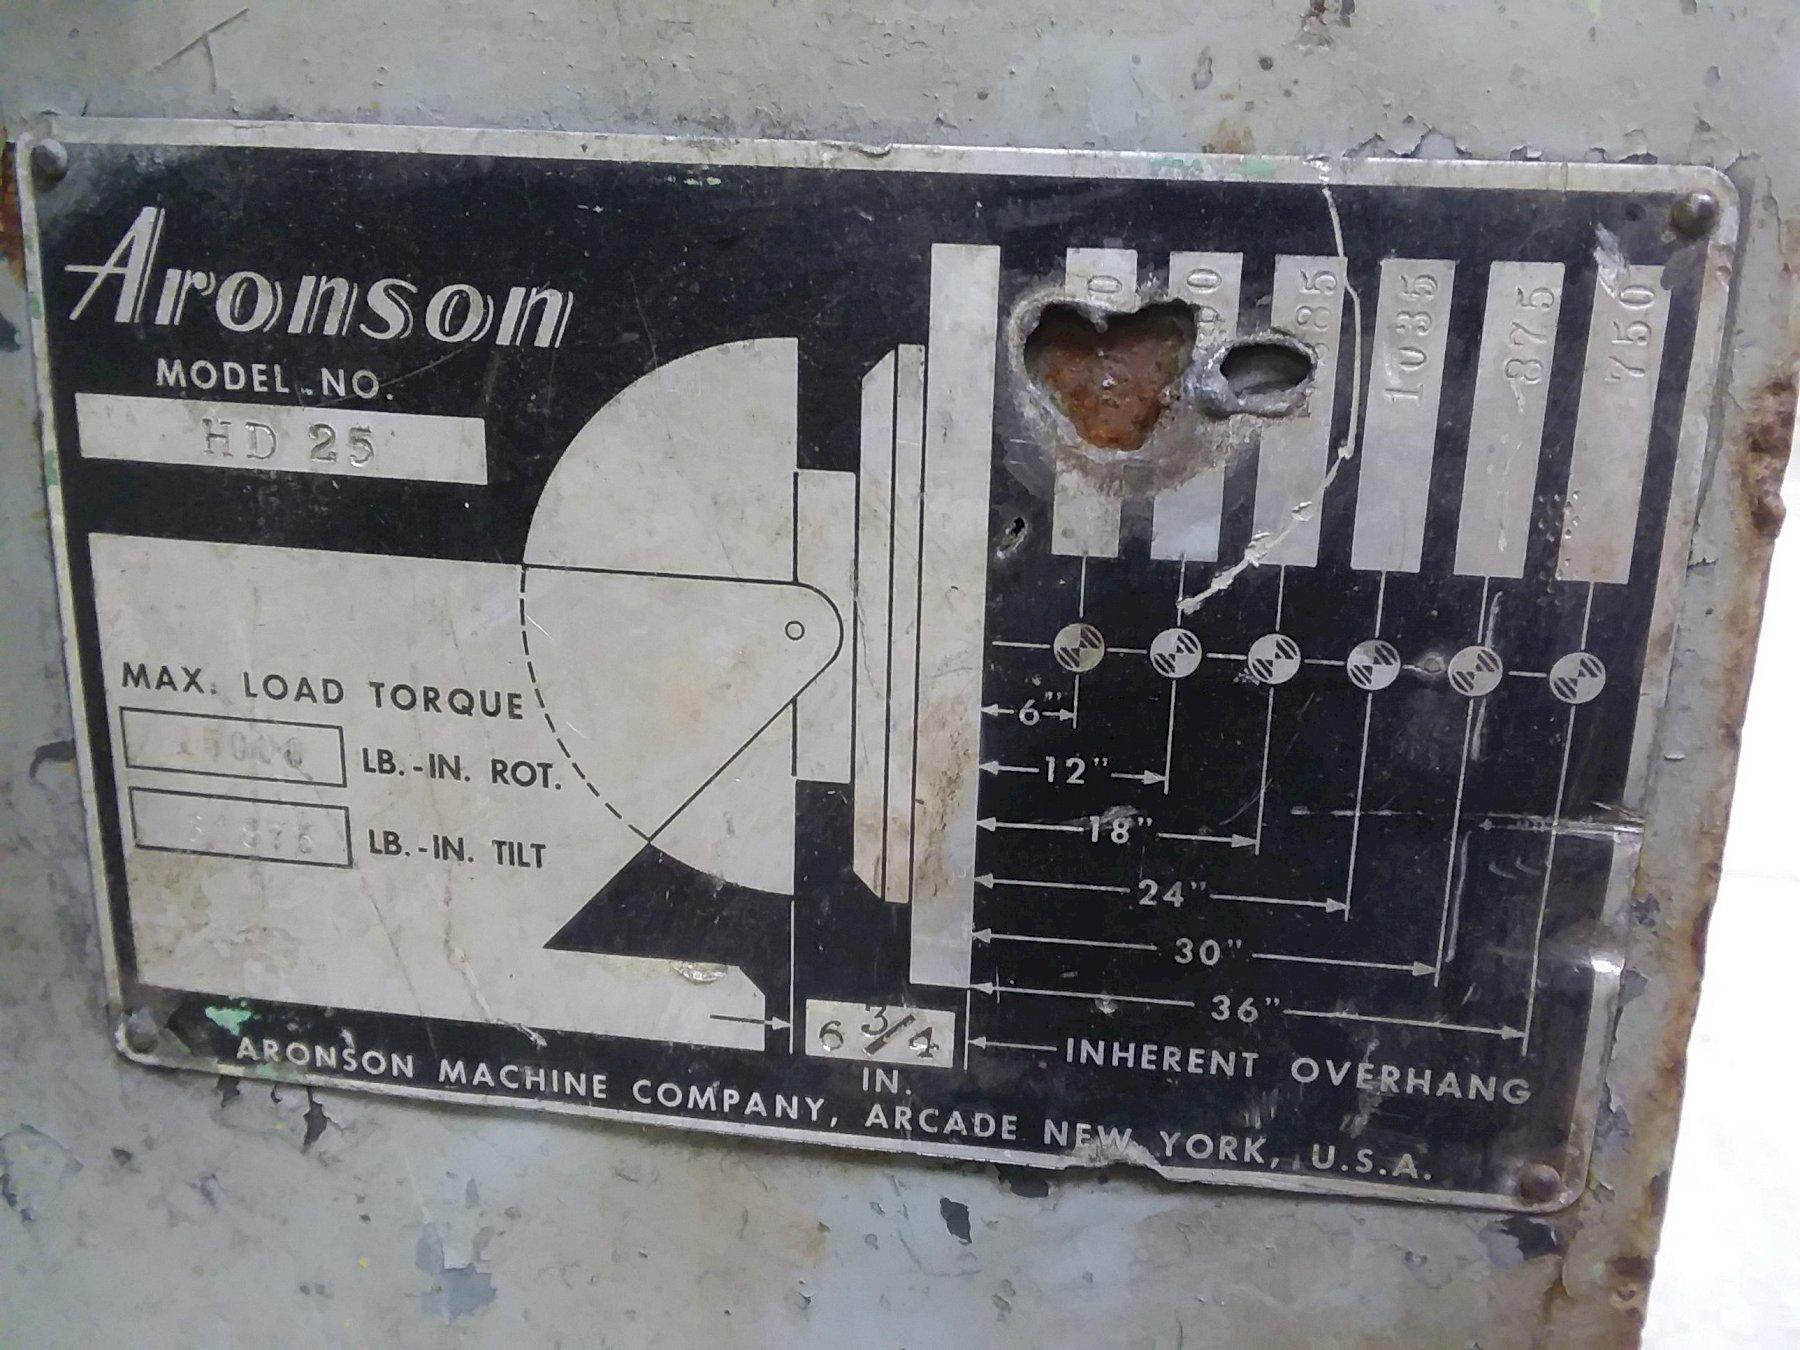 Aronson
MODEL NO.
HD 25
1035
875
750
MAX. LOAD TORQUE
LB.-IN. ROT.
LB.-IN. TILT
6"
12"
18"
24"
30"
36"
6 3/4
IN.
INHERENT OVERHANG
ARONSON MACHINE COMPANY, ARCADE NEW YORK, U.S.A.